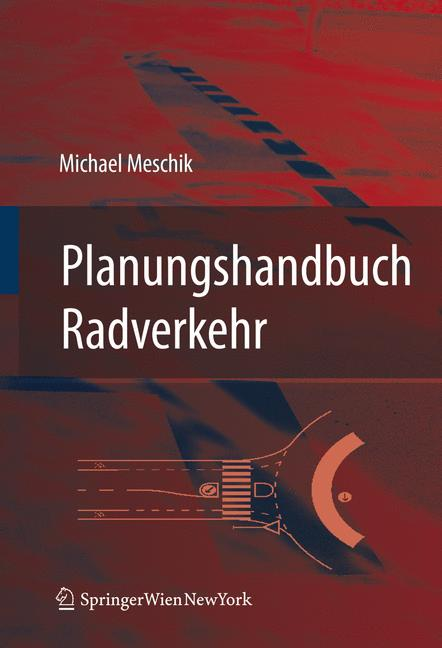 Michael Meschik
Planungshandbuch
Radverkehr
SpringerWienNewYork